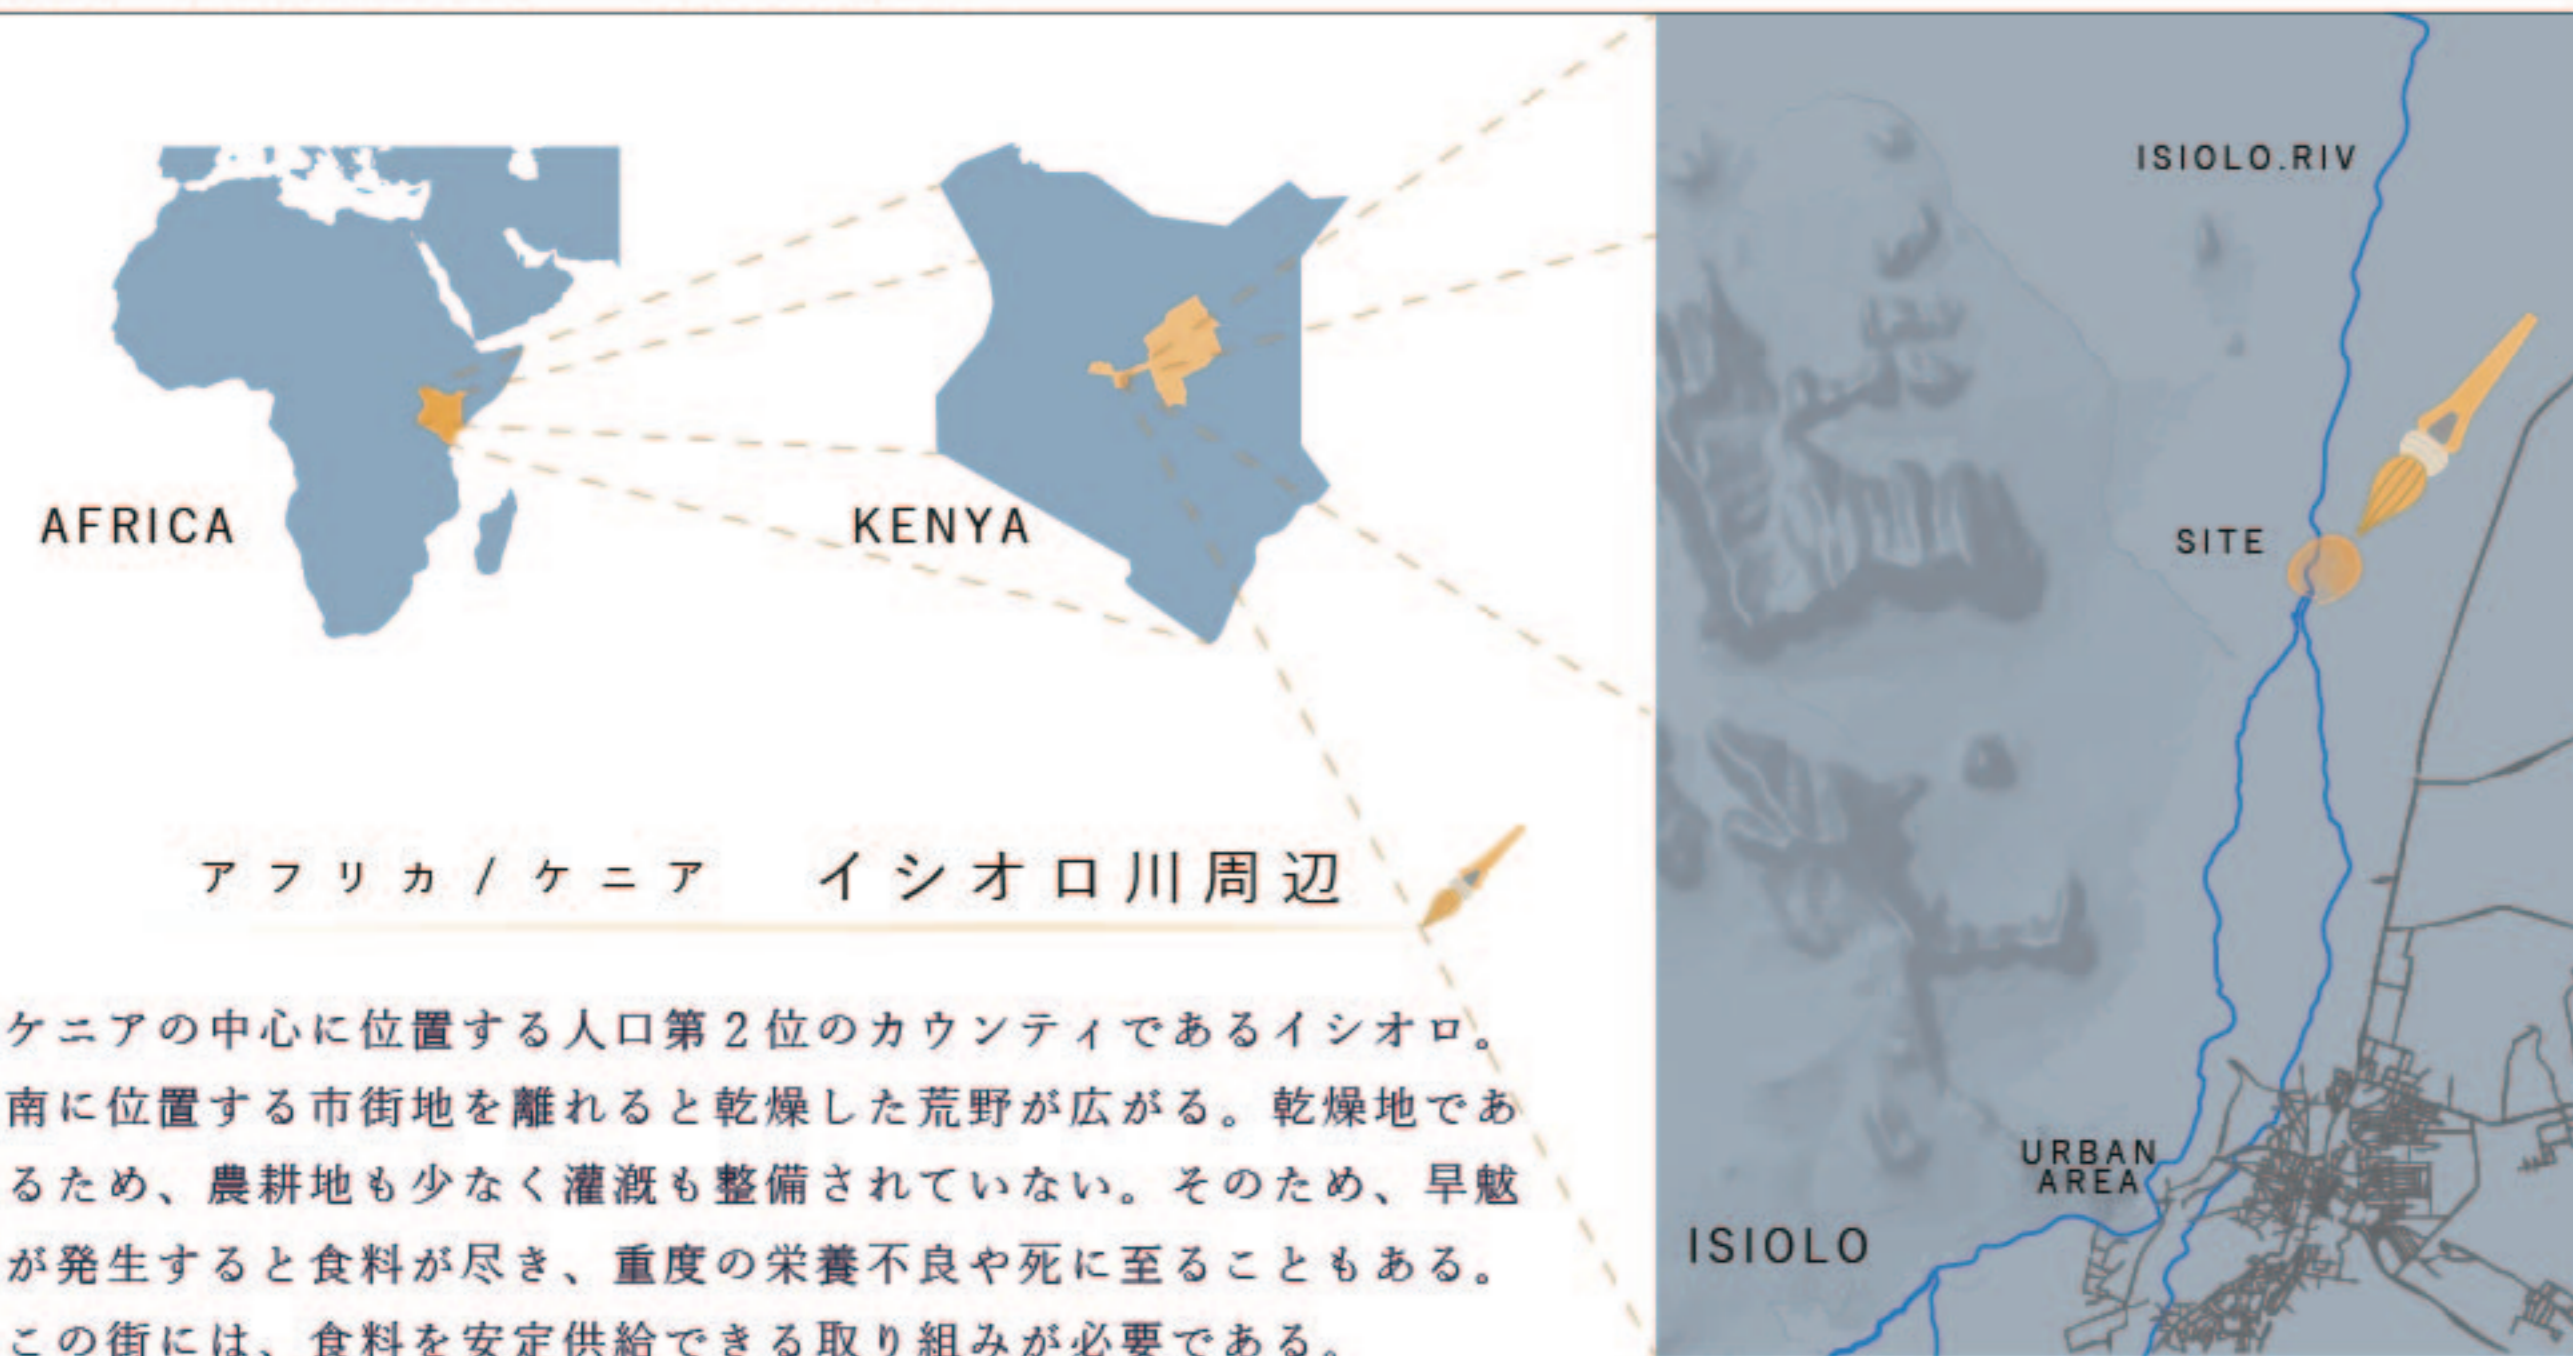 AFRICA
KENYA
アフリカ/ケニア イシオロ川周辺
ケニアの中心に位置する人口第2位のカウンティであるイシオロ。
南に位置する市街地を離れると乾燥した荒野が広がる。乾燥地であ
るため、農耕地も少なく灌漑も整備されていない。そのため、旱魃
が発生すると食料が尽き、重度の栄養不良や死に至ることもある。
この街には、食料を安定供給できる取り組みが必要である。
ISIOLO.RIV
SITE
URBAN
AREA
ISIOLO